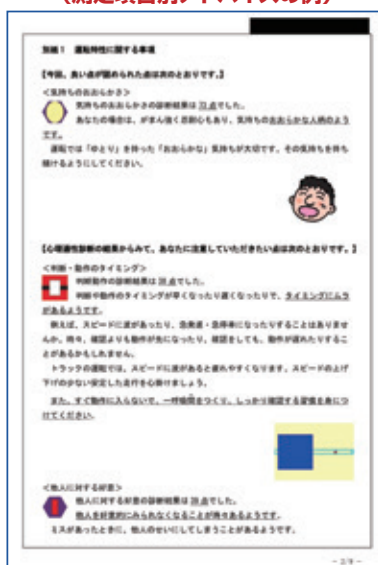 (測定項目別アドバイスの例)
別紙1 運転特性に関する事項
【今回、良い点が認められた点は次のとおりです。】
＜気持ちのおおらかさ＞
気持ちのおおらかさの診断結果は 72点でした。
あなたの場合は、がまん強く忍耐心もあり、気持ちのおおらかな人柄のよう
です。
運転では「ゆとり」を持った「おおらかな」気持ちが大切です。その気持ちを持ち
続けるようにしてください。
【心理適性診断の結果からみて、あなたに注意していただきたい点は次のとおりです。】
＜判断・動作のタイミング＞
判断動作の診断結果は 38点でした。
判断や動作のタイミングが早くなったり遅くなったりで、タイミングにムラ
があるようです。
例えば、スピードに波があったり、急発進・急停車になったりすることはありませ
んか。時々、確認よりも動作が先になったり、確認をしても、動作が遅れたりするこ
とがあるかもしれません。
トラックの運転では、スピードに波があると疲れやすくなります。スピードの上げ
下げの少ない安定した走行を心掛けましょう。
また、すぐ動作に入らないで、一呼吸間をつくり、しっかり確認する習慣を身につ
けてください。
＜他人に対する好意＞
他人に対する好意の診断結果は 28点でした。
他人を好意的にみられなくなることが時々あるようです。
ミスがあったときに、他人のせいにしてしまうことがあるようです。
- 2/9 -